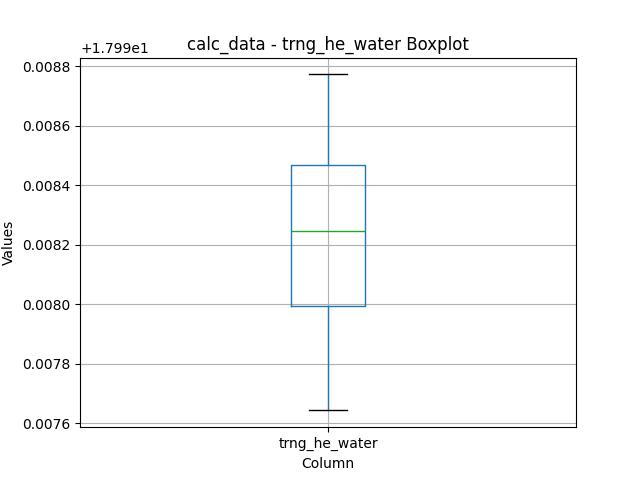 calc_data - trng_he_water Boxplot
+1.799e1
0.0088
0.0086
0.0084
0.0082
0.0080
0.0078
0.0076
Values
trng_he_water
Column